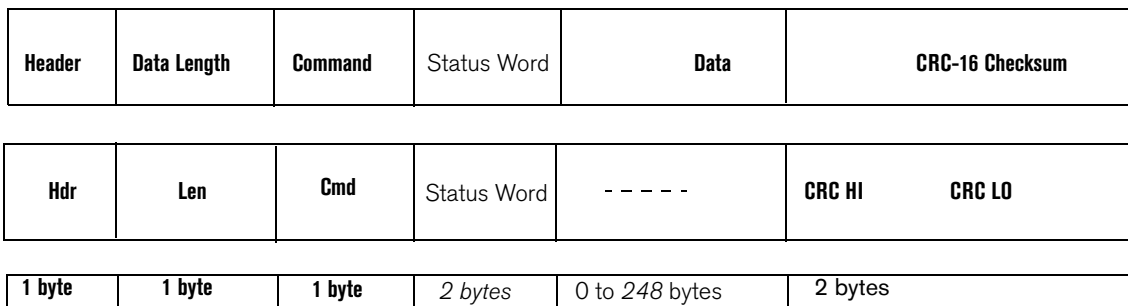 Header Data Length Command Status Word Data CRC-16 Checksum
Hdr Len Cmd Status Word - - - - - CRC HI CRC LO
1 byte 1 byte 1 byte 2 bytes 0 to 248 bytes 2 bytes